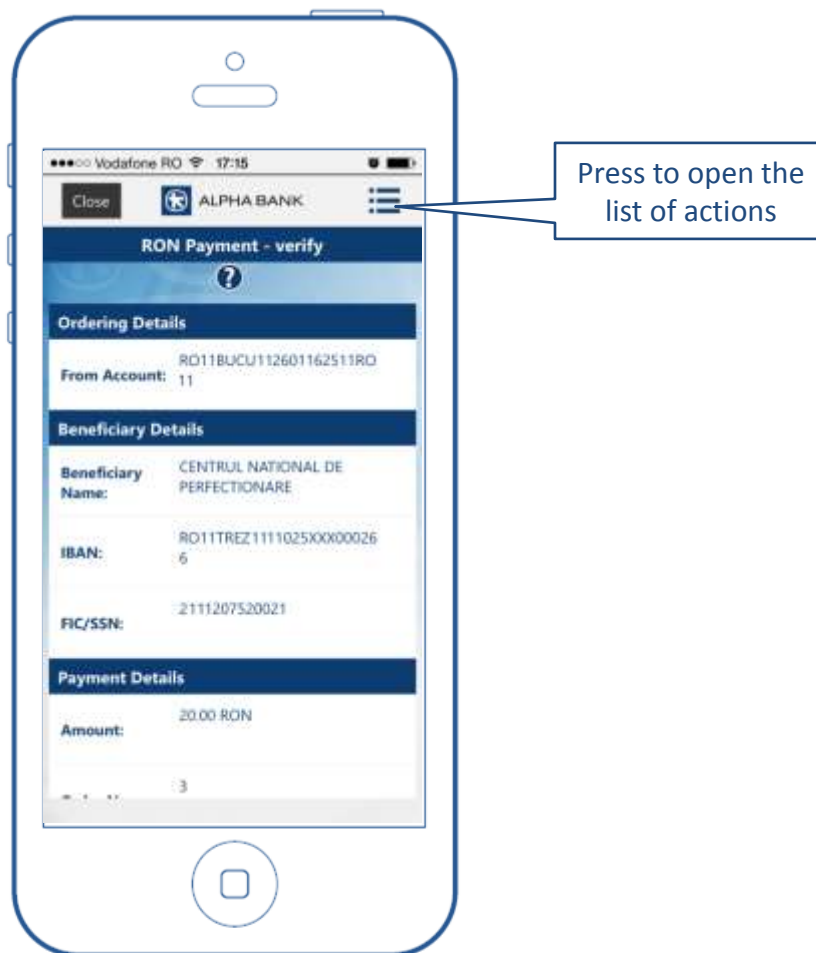 Vodafone RO 17:15
Close ALPHA BANK
Press to open the
list of actions
RON Payment - verify
?
Ordering Details
From Account: RO11BUCU112601162511RO
11
Beneficiary Details
Beneficiary
Name: CENTRUL NATIONAL DE
PERFECTIONARE
IBAN: RO11TREZ1111025XXX00026
6
FIC/SSN: 2111207520021
Payment Details
Amount: 20.00 RON
3